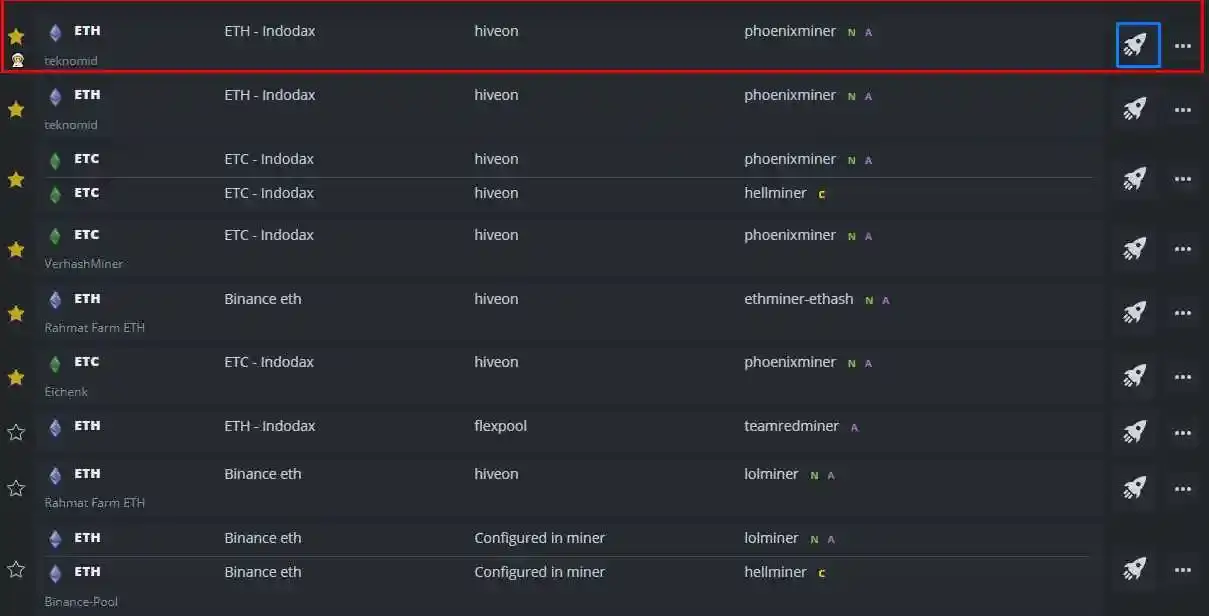 ETH ETH - Indodax hiveon phoenixminer N A
teknomid
ETH ETH - Indodax hiveon phoenixminer N A
teknomid
ETC ETC - Indodax hiveon phoenixminer N A
ETC ETC - Indodax hiveon hellminer C
ETC ETC - Indodax hiveon phoenixminer N A
VerhashMiner
ETH Binance eth hiveon ethminer-ethash N A
Rahmat Farm ETH
ETC ETC - Indodax hiveon phoenixminer N A
Eichenk
ETH ETH - Indodax flexpool teamredminer A
ETH Binance eth hiveon lolminer N A
Rahmat Farm ETH
ETH Binance eth Configured in miner lolminer N A
ETH Binance eth Configured in miner hellminer C
Binance-Pool